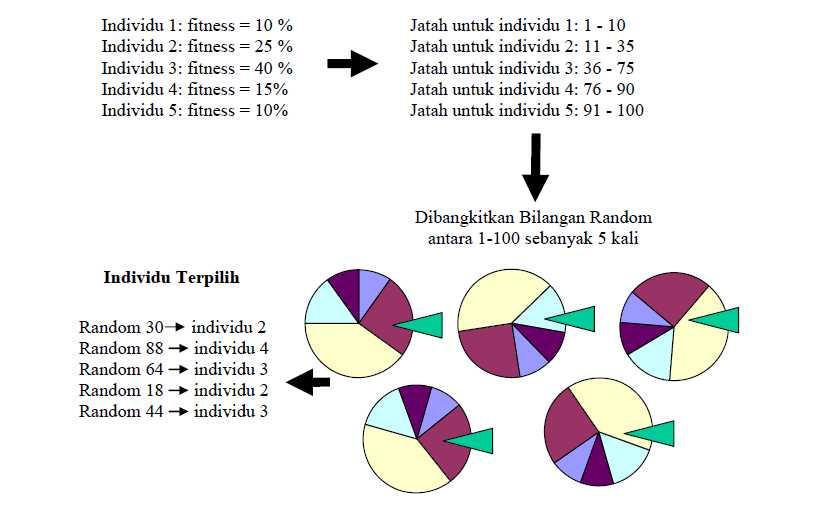 Individu 1: fitness = 10 %
Individu 2: fitness = 25 %
Individu 3: fitness = 40 %
Individu 4: fitness = 15%
Individu 5: fitness = 10%
Jatah untuk individu 1: 1 - 10
Jatah untuk individu 2: 11 - 35
Jatah untuk individu 3: 36 - 75
Jatah untuk individu 4: 76 - 90
Jatah untuk individu 5: 91 - 100
Dibangkitkan Bilangan Random
antara 1-100 sebanyak 5 kali
Individu Terpilih
Random 30→ individu 2
Random 88 → individu 4
Random 64 → individu 3
Random 18 → individu 2
Random 44 → individu 3